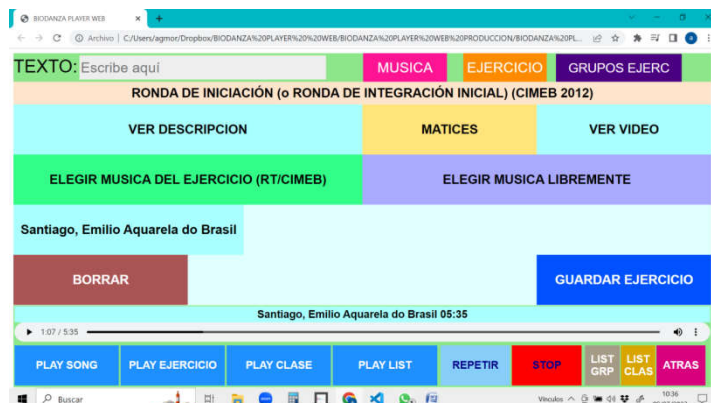 BIODANZA PLAYER WEB
Archivo | C:/Users/agmor/Dropbox/BIODANZA%20PLAYER%20%20WEB/BIODANZA%20PLAYER%20WEB%20PRODUCCION/BIODANZA%20PL...
TEXTO: Escribe aquí MUSICA EJERCICIO GRUPOS EJERC
RONDA DE INICIACIÓN (o RONDA DE INTEGRACIÓN INICIAL) (CIMEB 2012)
VER DESCRIPCION MATICES VER VIDEO
ELEGIR MUSICA DEL EJERCICIO (RT/CIMEB) ELEGIR MUSICA LIBREMENTE
Santiago, Emilio Aquarela do Brasil
BORRAR GUARDAR EJERCICIO
Santiago, Emilio Aquarela do Brasil 05:35
1:07 / 5:35
PLAY SONG PLAY EJERCICIO PLAY CLASE PLAY LIST REPETIR STOP LIST GRP LIST CLAS ATRAS
Buscar Vínculos 10:36